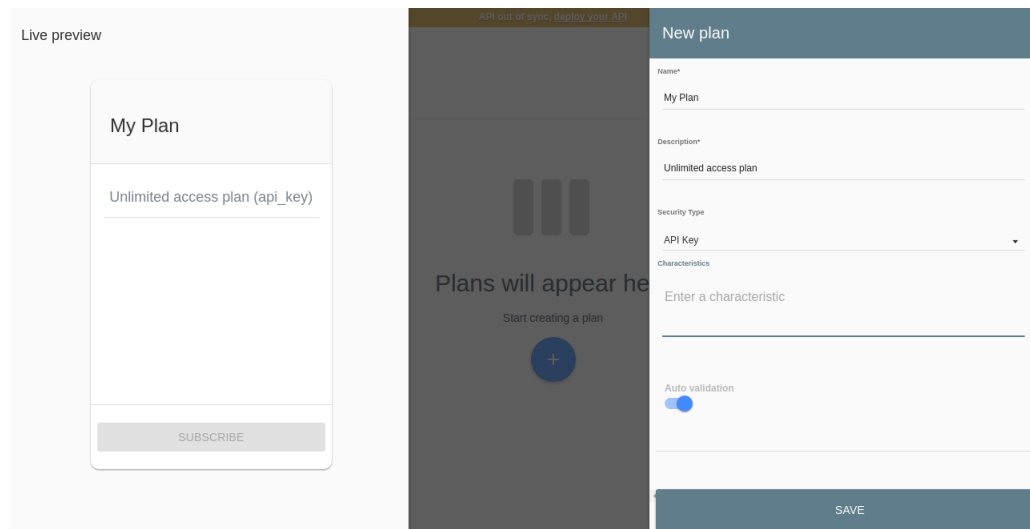 Live preview
My Plan
Unlimited access plan (api_key)
SUBSCRIBE
API out of sync, deploy your API
Plans will appear he
Start creating a plan
New plan
Name*
My Plan
Description*
Unlimited access plan
Security Type
API Key
Characteristics
Enter a characteristic
Auto validation
SAVE